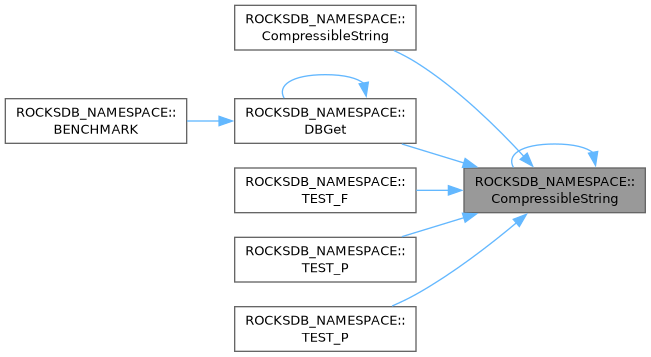 ROCKSDB_NAMESPACE::
CompressibleString
ROCKSDB_NAMESPACE::
BENCHMARK
ROCKSDB_NAMESPACE::
DBGet
ROCKSDB_NAMESPACE::
TEST_F
ROCKSDB_NAMESPACE::
CompressibleString
ROCKSDB_NAMESPACE::
TEST_P
ROCKSDB_NAMESPACE::
TEST_P